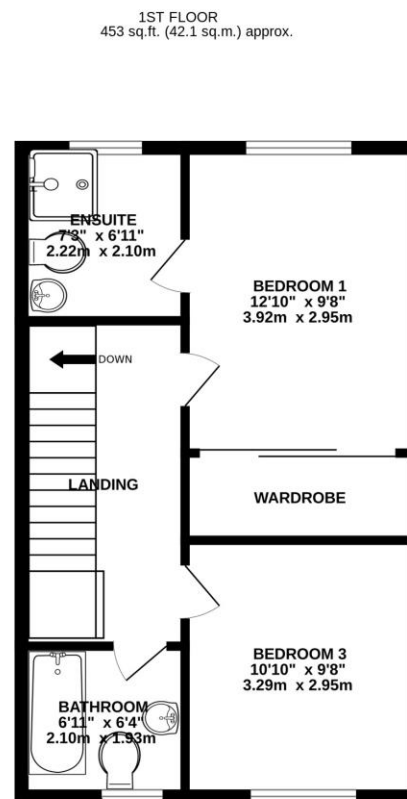 1ST FLOOR
453 sq.ft. (42.1 sq.m.) approx.
ENSUITE
7'3" x 6'11"
2.22m x 2.10m
BEDROOM 1
12'10" x 9'8"
3.92m x 2.95m
DOWN
LANDING
WARDROBE
BEDROOM 3
10'10" x 9'8"
3.29m x 2.95m
BATHROOM
6'11" x 6'4"
2.10m x 1.93m